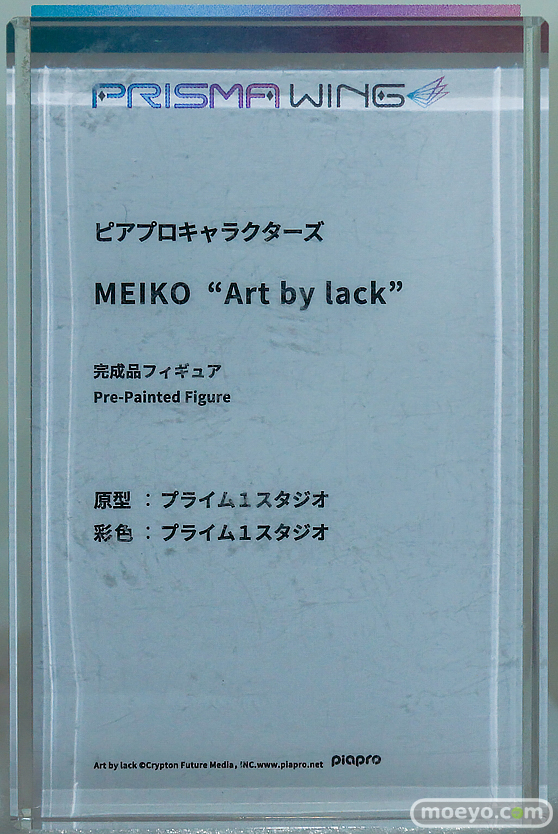 PRISMA WING
ピアプロキャラクターズ
MEIKO “Art by lack”
完成品フィギュア
Pre-Painted Figure
原型 ：プライム１スタジオ
彩色 ：プライム１スタジオ
Art by lack ©Crypton Future Media, INC.www.piapro.net piapro
moeyo.com